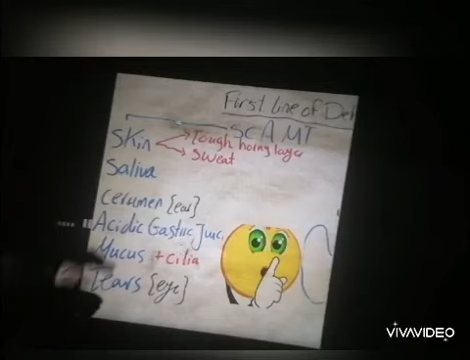 First line of De
SCAMT
Skin Tough horny layer
Sweat
Saliva
Cerumen {ear}
Acidic Gastric Juic.
Mucus + cilia
Tears {eye}
VIVAVIDEO